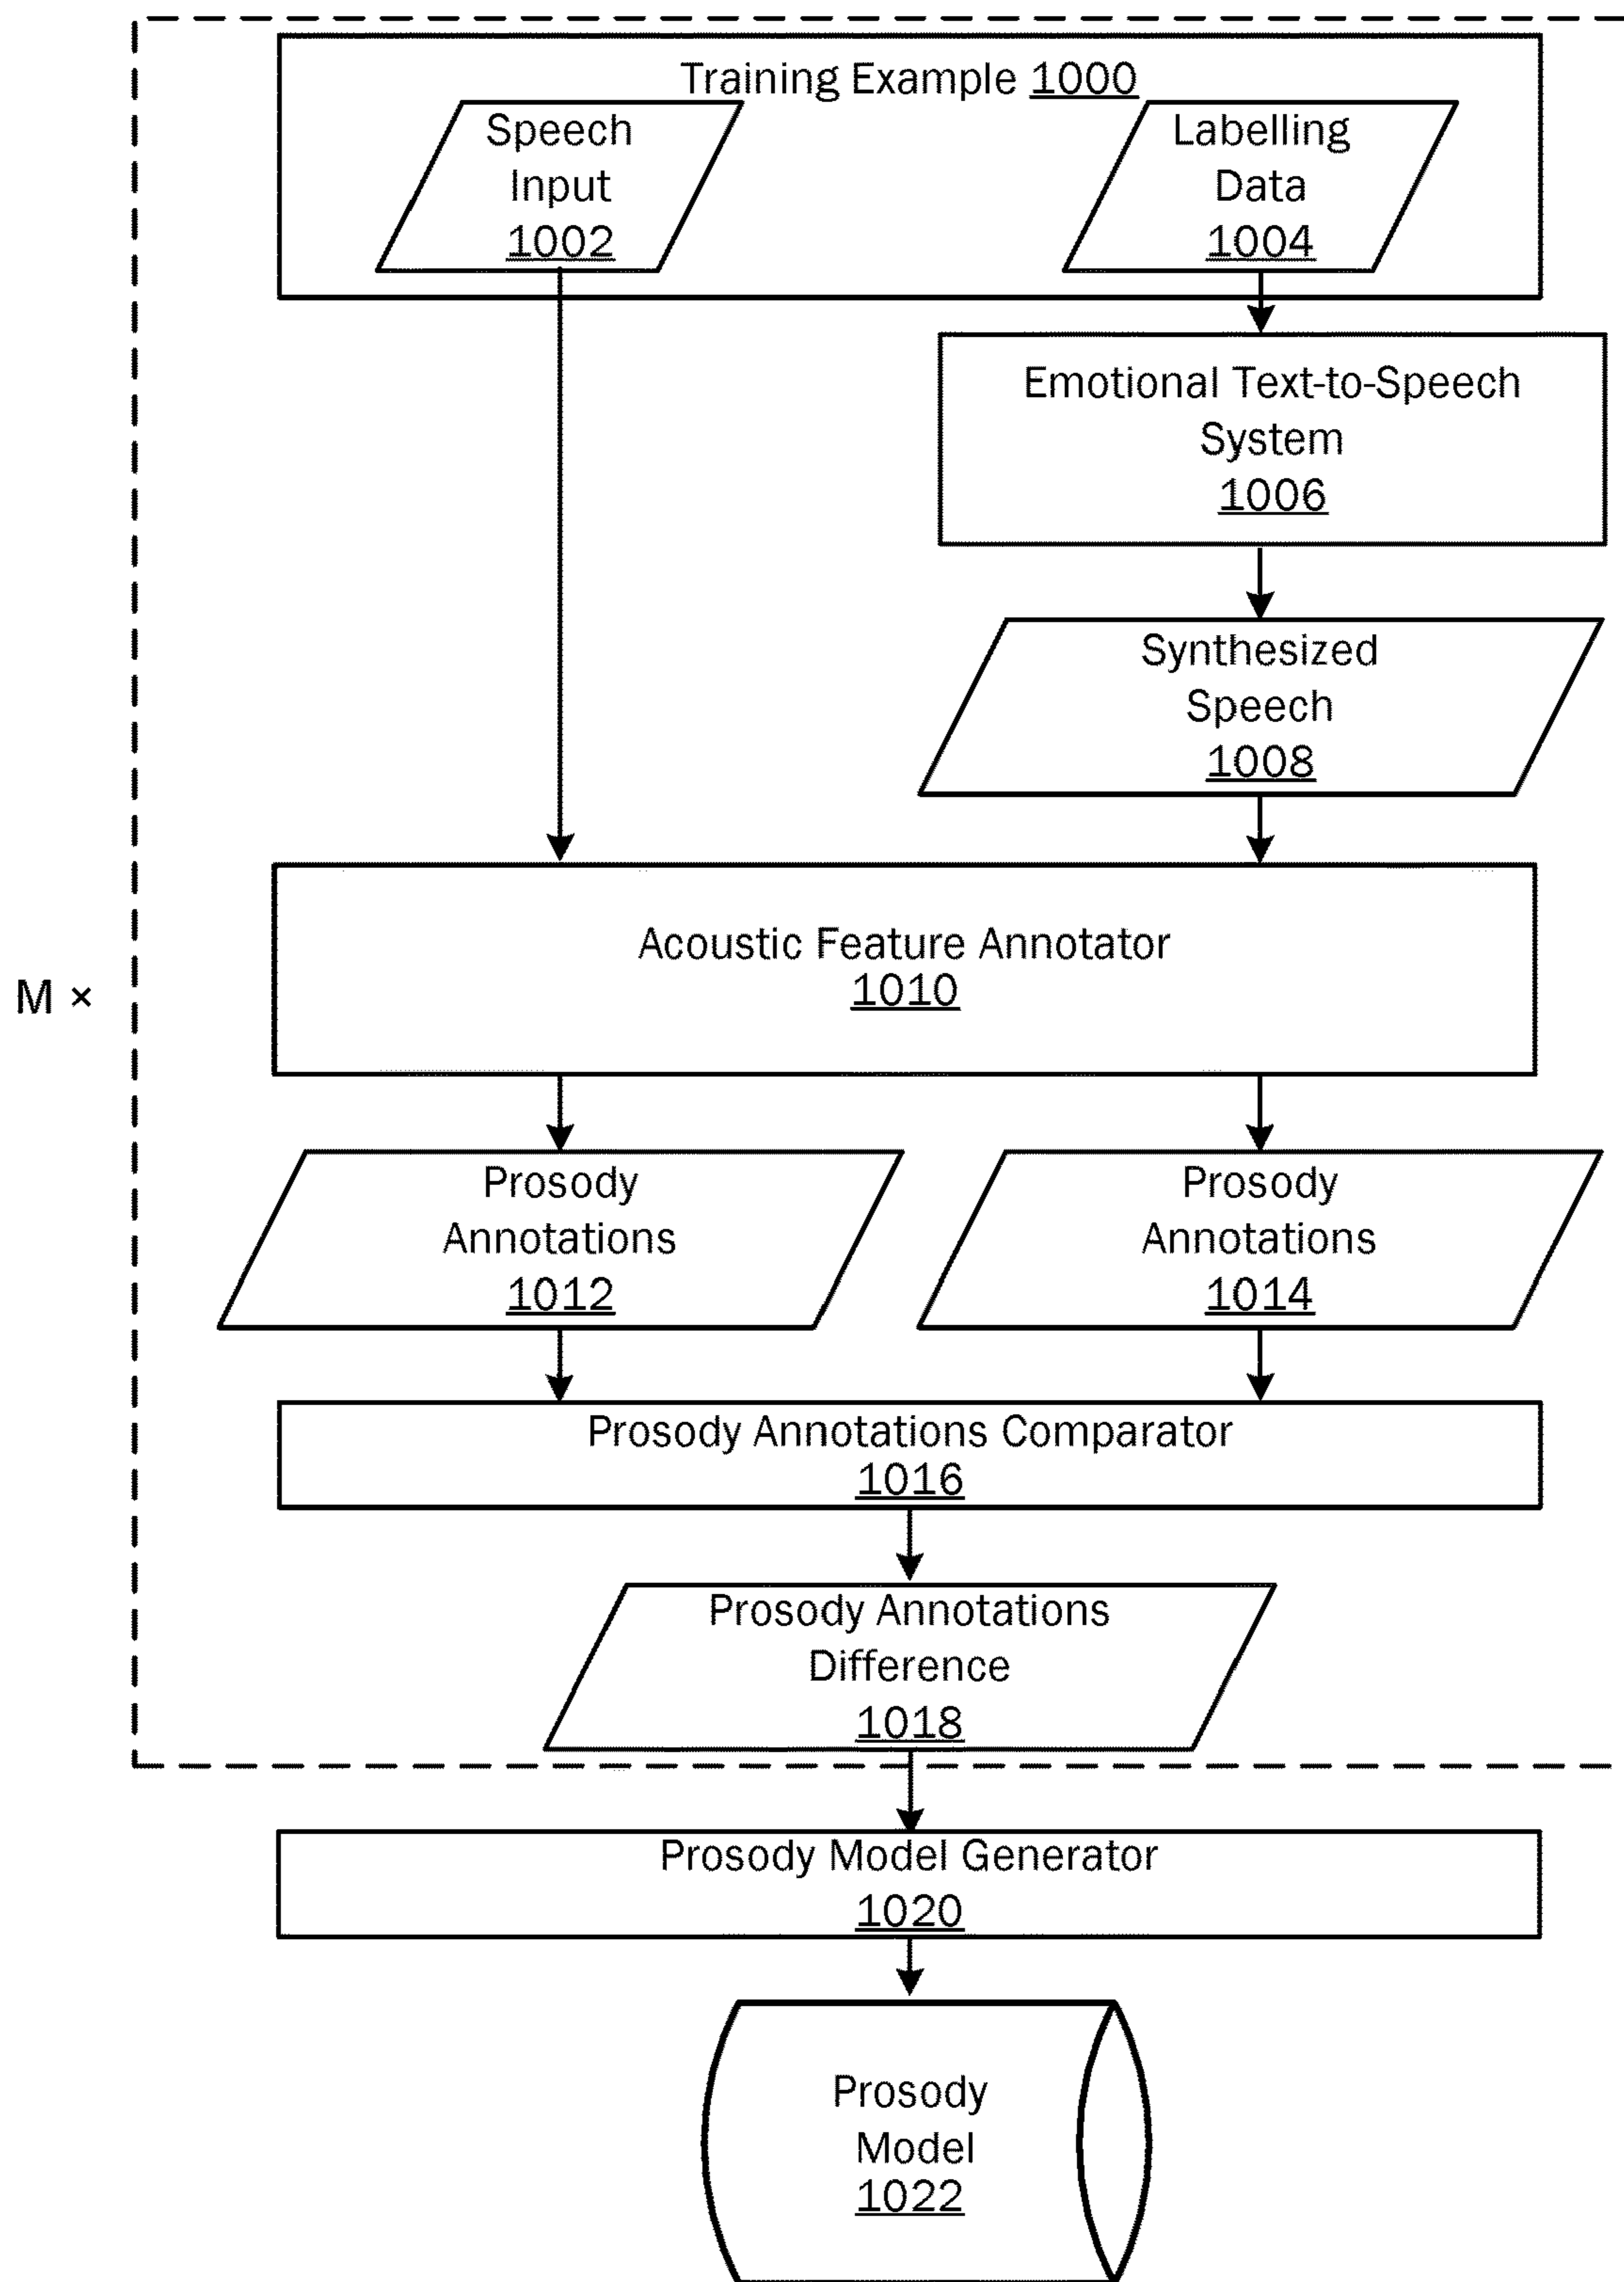 Training Example 1000
Speech
Input
1002
Labelling
Data
1004
Emotional Text-to-Speech
System
1006
Synthesized
Speech
1008
Acoustic Feature Annotator
1010
M ×
Prosody
Annotations
1012
Prosody
Annotations
1014
Prosody Annotations Comparator
1016
Prosody Annotations
Difference
1018
Prosody Model Generator
1020
Prosody
Model
1022